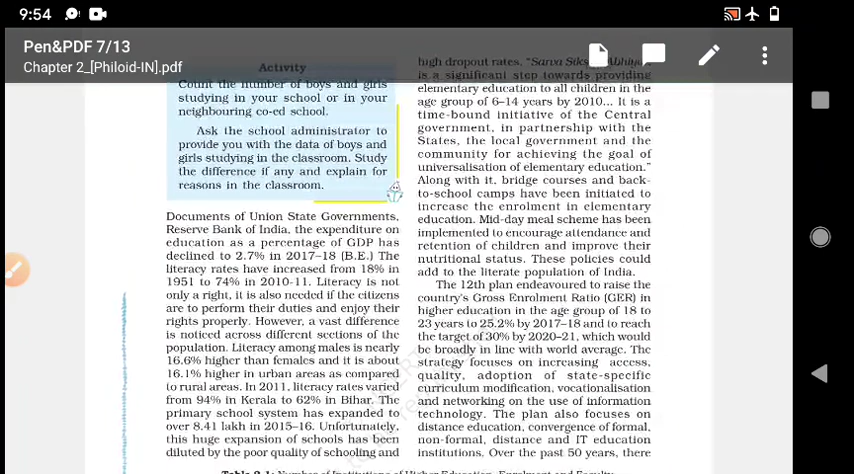 9:54
Pen&PDF 7/13
Chapter 2_[Philoid-IN].pdf
Activity
Count the number of boys and girls
studying in your school or in your
neighbouring co-ed school.
Ask the school administrator to
provide you with the data of boys and
girls studying in the classroom. Study
the difference if any and explain for
reasons in the classroom.
Documents of Union State Governments,
Reserve Bank of India, the expenditure on
education as a percentage of GDP has
declined to 2.7% in 2017-18 (B.E.) The
literacy rates have increased from 18% in
1951 to 74% in 2010-11. Literacy is not
only a right, it is also needed if the citizens
are to perform their duties and enjoy their
rights properly. However, a vast difference
is noticed across different sections of the
population. Literacy among males is nearly
16.6% higher than females and it is about
16.1% higher in urban areas as compared
to rural areas. In 2011, literacy rates varied
from 94% in Kerala to 62% in Bihar. The
primary school system has expanded to
over 8.41 lakh in 2015-16. Unfortunately,
this huge expansion of schools has been
diluted by the poor quality of schooling and
high dropout rates. “Sarva Siksha Abhiyan
is a significant step towards providing
elementary education to all children in the
age group of 6–14 years by 2010... It is a
time-bound initiative of the Central
government, in partnership with the
States, the local government and the
community for achieving the goal of
universalisation of elementary education.”
Along with it, bridge courses and back-
to-school camps have been initiated to
increase the enrolment in elementary
education. Mid-day meal scheme has been
implemented to encourage attendance and
retention of children and improve their
nutritional status. These policies could
add to the literate population of India.
The 12th plan endeavoured to raise the
country's Gross Enrolment Ratio (GER) in
higher education in the age group of 18 to
23 years to 25.2% by 2017-18 and to reach
the target of 30% by 2020-21, which would
be broadly in line with world average. The
strategy focuses on increasing access,
quality, adoption of state-specific
curriculum modification, vocationalisation
and networking on the use of information
technology. The plan also focuses on
distance education, convergence of formal,
non-formal, distance and IT education
institutions. Over the past 50 years, there
Table 2.1: Number of Institutions of Higher Education, Enrolment and Faculty